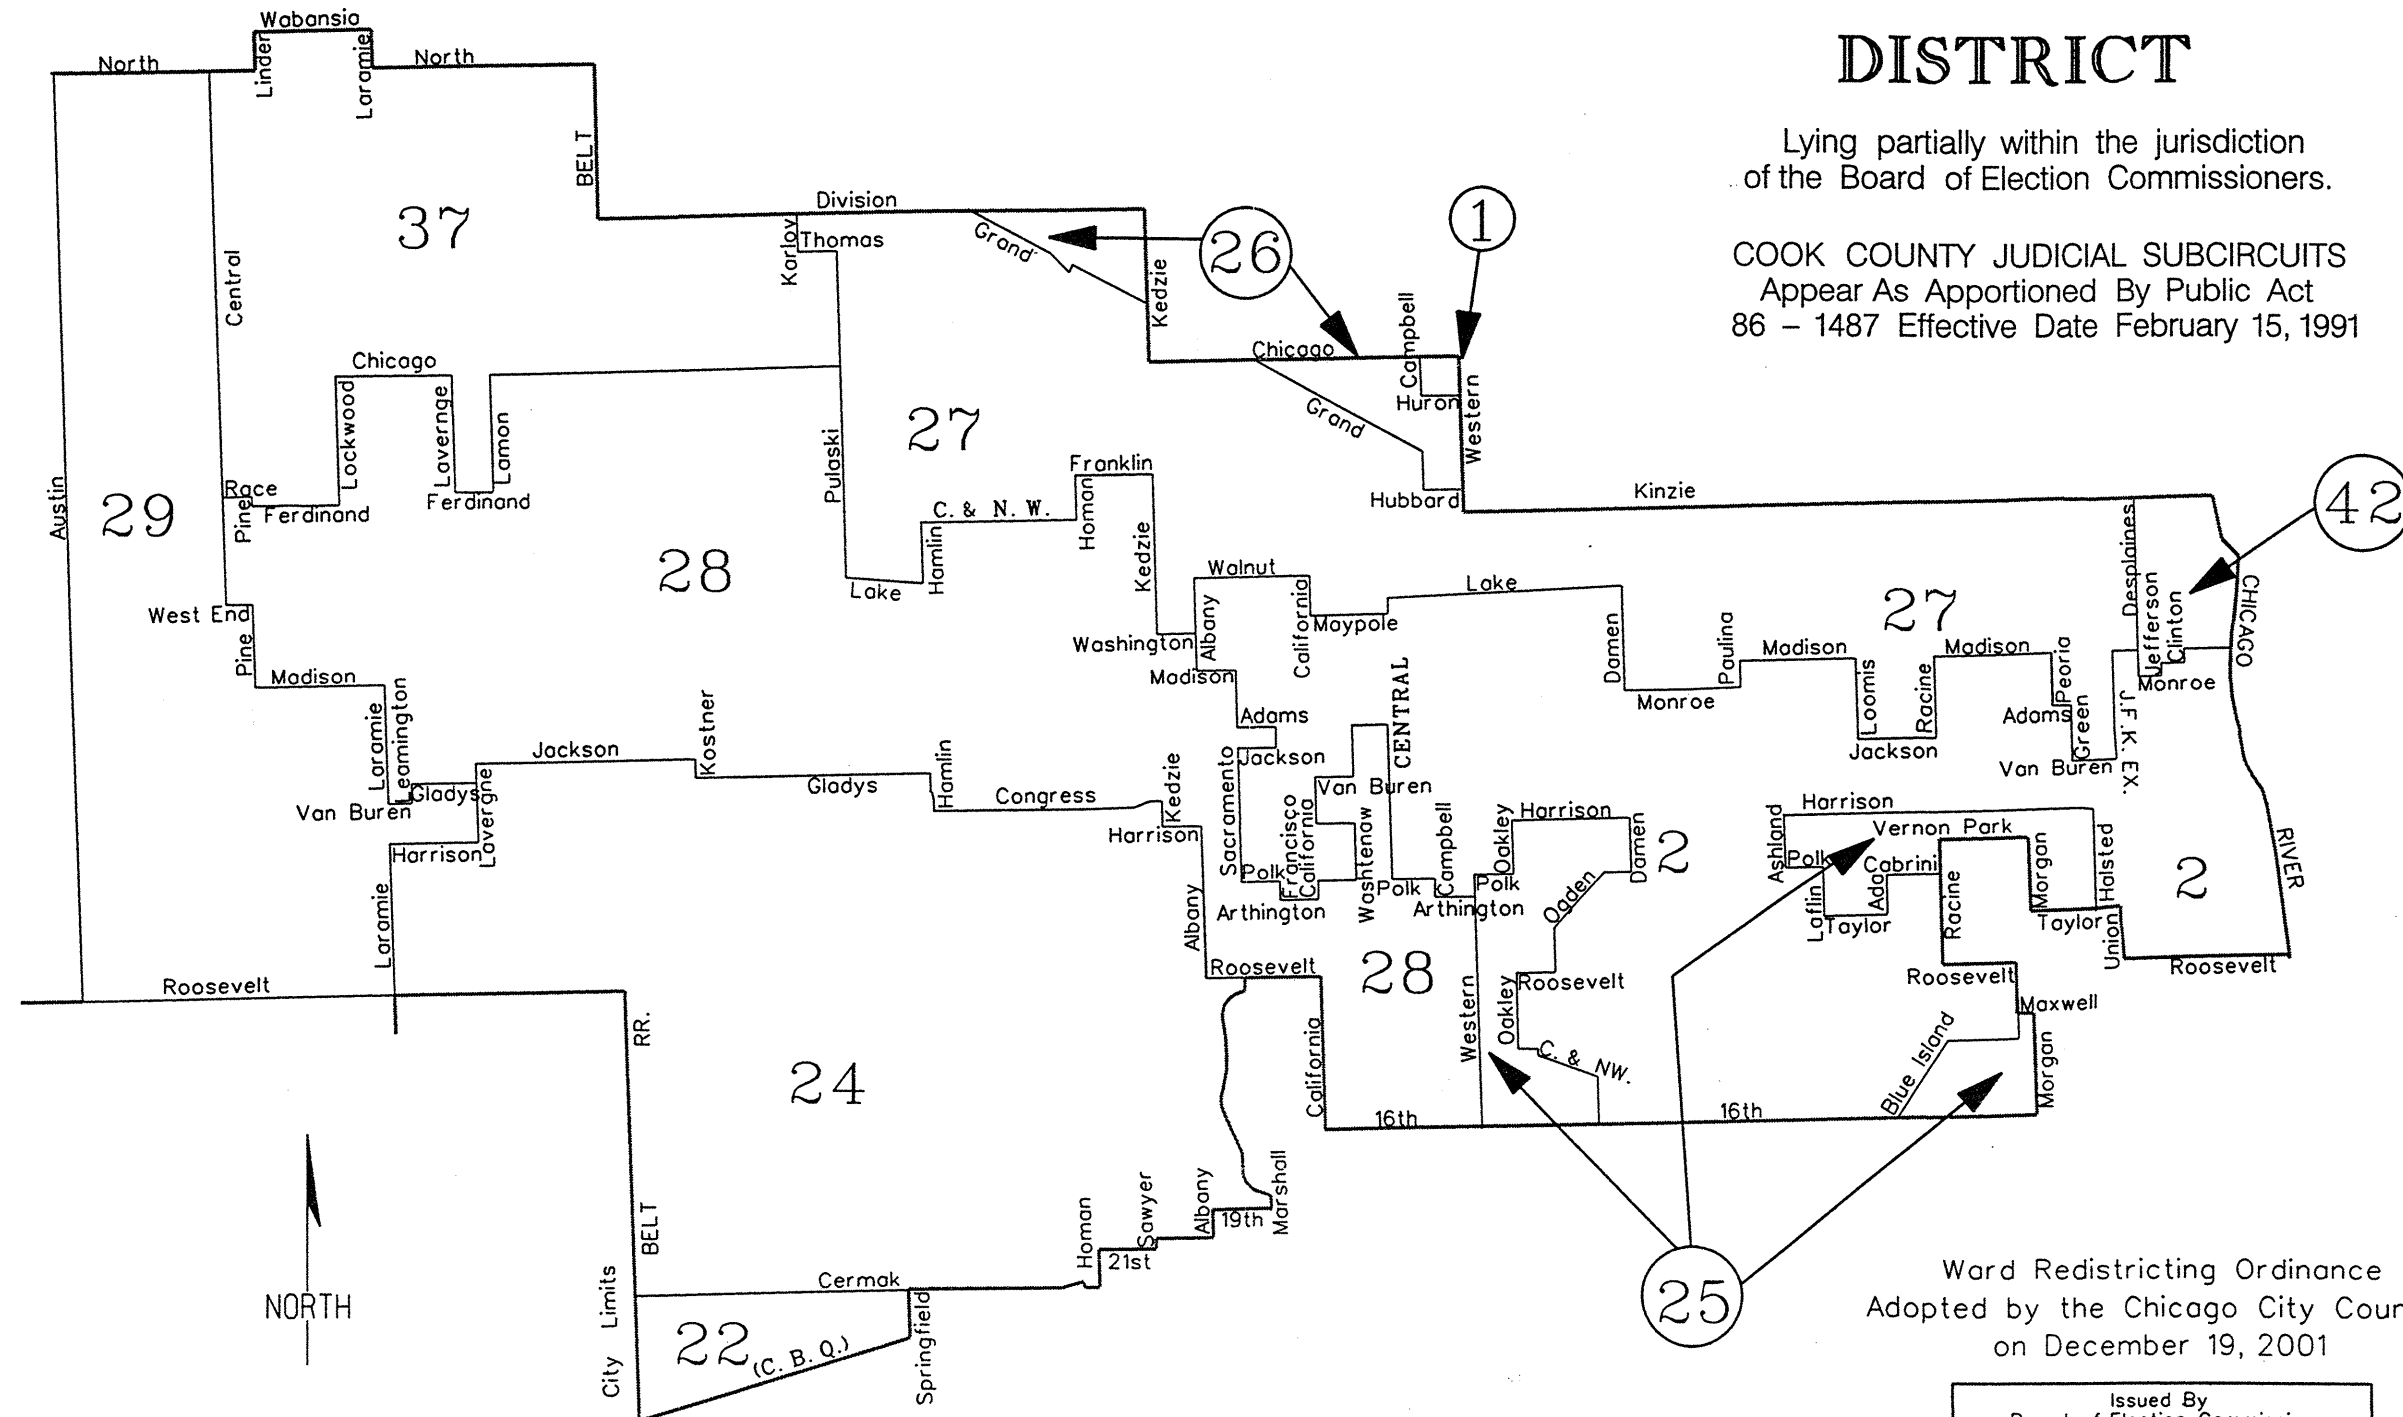 DISTRICT
Lying partially within the jurisdiction
of the Board of Election Commissioners.
COOK COUNTY JUDICIAL SUBCIRCUITS
Appear As Apportioned By Public Act
86 – 1487 Effective Date February 15, 1991
Wabansia
North
Linden
Laramie
North
BELT
Division
37
Karlov
Thomas
Grand
26
1
Kedzie
Central
Chicago
Campbell
Huron
Western
Grand
Hubbard
Kinzie
42
Chicago
Lockwood
Lavernge
Lamon
Pulaski
27
Franklin
C. & N. W.
Homan
Race
Pine
Ferdinand
Ferdinand
Austin
29
28
Lake
Hamlin
Kedzie
Walnut
Lake
Desplaines
Jefferson
Clinton
CHICAGO
27
West End
Pine
Washington
Albany
California
Maypole
Damen
Paulina
Madison
Madison
Peoria
Monroe
Madison
Madison
Monroe
Laramie
Leamington
Kostner
Adams
CENTRAL
Loomis
Racine
Adams
Green
J.F.K. EX.
Jackson
Hamlin
Jackson
Jackson
Van Buren
Gladys
Gladys
Van Buren
Lavergne
Congress
Kedzie
Sacramento
Van Buren
Harrison
Harrison
Francisco
California
Washtenaw
Campbell
Oakley
Harrison
Damen
2
Ashland
Harrison
Vernon Park
Polk
Cabrini
Morgan
Halsted
2
RIVER
Polk
Polk
Polk
Arthington
Arthington
Ogden
Laflin
Ada
Taylor
Racine
Taylor
Union
Roosevelt
Laramie
Albany
Roosevelt
28
Roosevelt
Roosevelt
Roosevelt
RR.
24
California
Western
Oakley
C. & NW.
Maxwell
Blue Island
Morgan
16th
16th
Homan
Sawyer
Albany
Marshall
19th
21st
BELT
Cermak
City Limits
22
(C. B. Q.)
Springfield
NORTH
25
Ward Redistricting Ordinance
Adopted by the Chicago City Coun
on December 19, 2001
Issued By